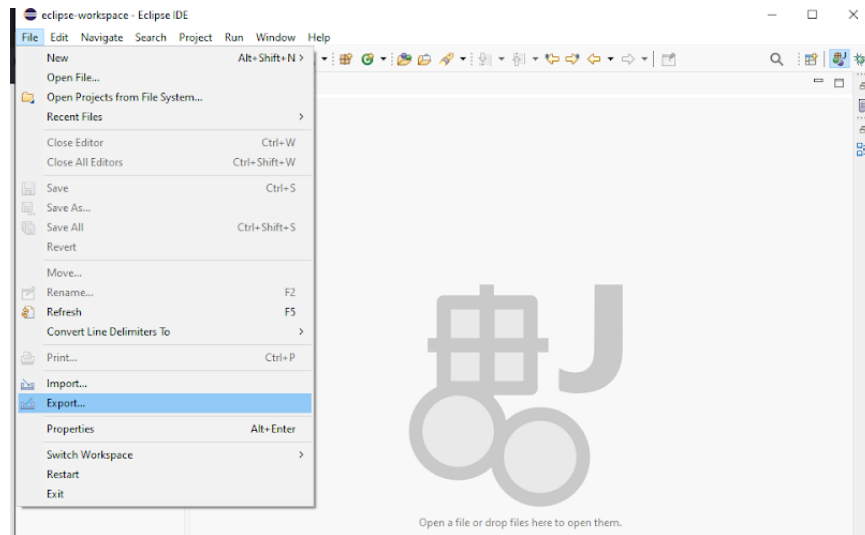 eclipse-workspace - Eclipse IDE
File Edit Navigate Search Project Run Window Help
New Alt+Shift+N >
Open File...
Open Projects from File System...
Recent Files >
Close Editor Ctrl+W
Close All Editors Ctrl+Shift+W
Save Ctrl+S
Save As...
Save All Ctrl+Shift+S
Revert
Move...
Rename... F2
Refresh F5
Convert Line Delimiters To >
Print... Ctrl+P
Import...
Export...
Properties Alt+Enter
Switch Workspace >
Restart
Exit
Open a file or drop files here to open them.